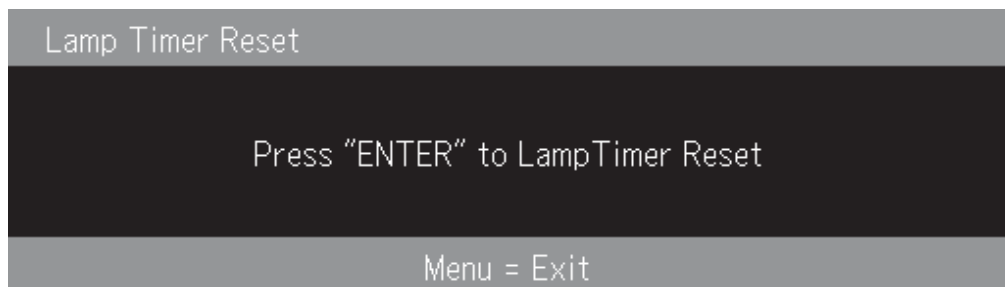 Lamp Timer Reset
Press "ENTER" to LampTimer Reset
Menu = Exit